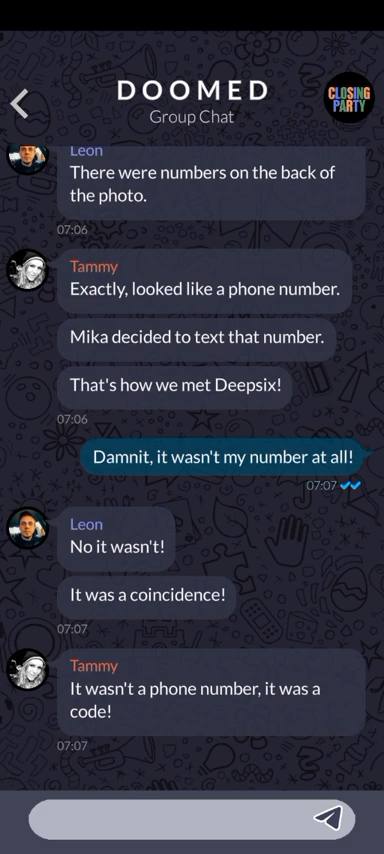 DOOMED
Group Chat
CLOSING
PARTY
Leon
There were numbers on the back of
the photo.
07:06
Tammy
Exactly, looked like a phone number.
Mika decided to text that number.
That's how we met Deepsix!
07:06
Damnit, it wasn't my number at all!
07:07
Leon
No it wasn't!
It was a coincidence!
07:07
Tammy
It wasn't a phone number, it was a
code!
07:07